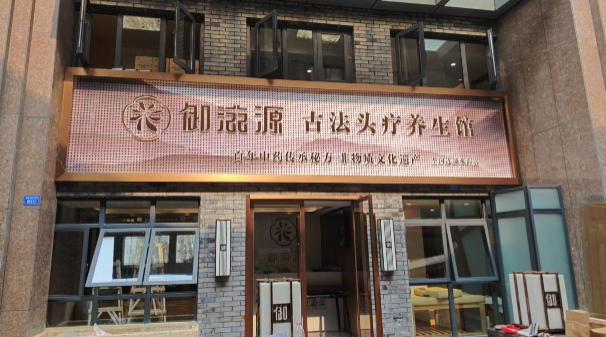 御滋源 古法头疗养生馆
百年中药传承秘方 非物质文化遗产
御